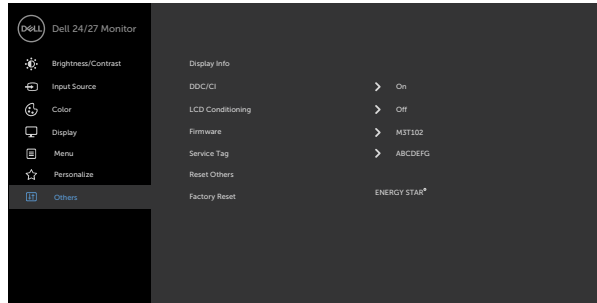 DELL
Dell 24/27 Monitor
Brightness/Contrast
Input Source
Color
Display
Menu
Personalize
Others
Display Info
DDC/CI > On
LCD Conditioning > Off
Firmware > M3T102
Service Tag > ABCDEFG
Reset Others
Factory Reset ENERGY STAR®